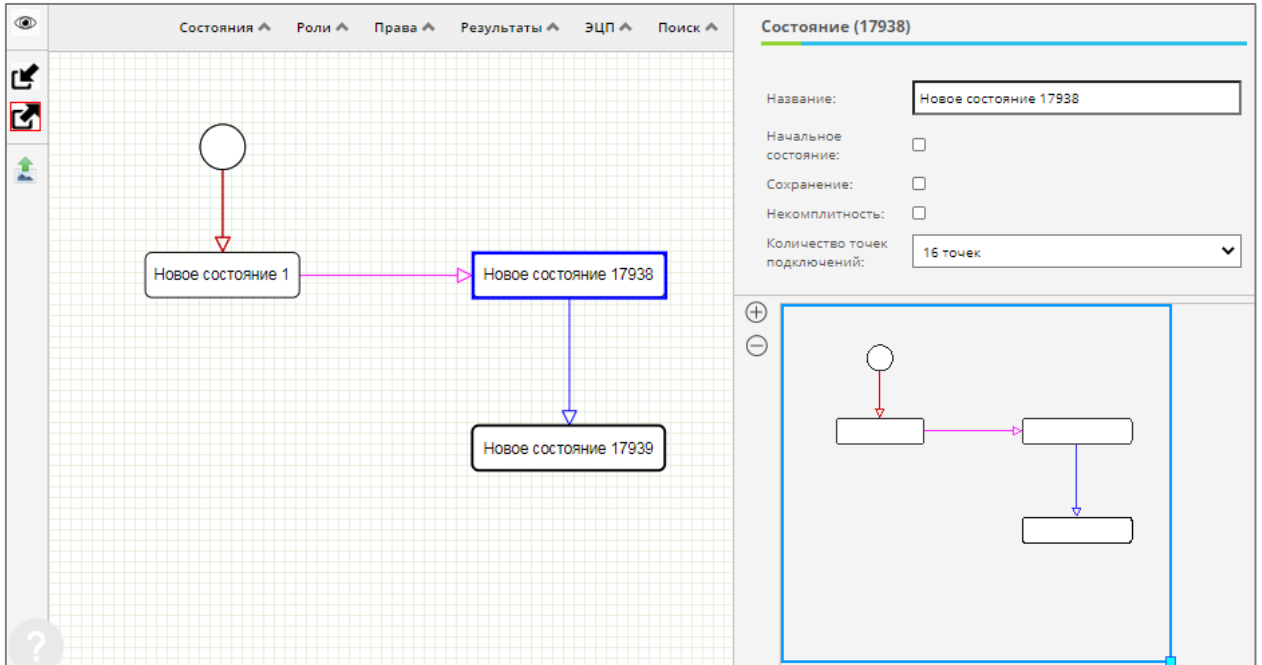 Состояния Роли Права Результаты ЭЦП Поиск
Состояние (17938)
Название: Новое состояние 17938
Начальное
состояние:
Сохранение:
Некомплитность:
Количество точек
подключений:
16 точек
Новое состояние 1
Новое состояние 17938
Новое состояние 17939
?